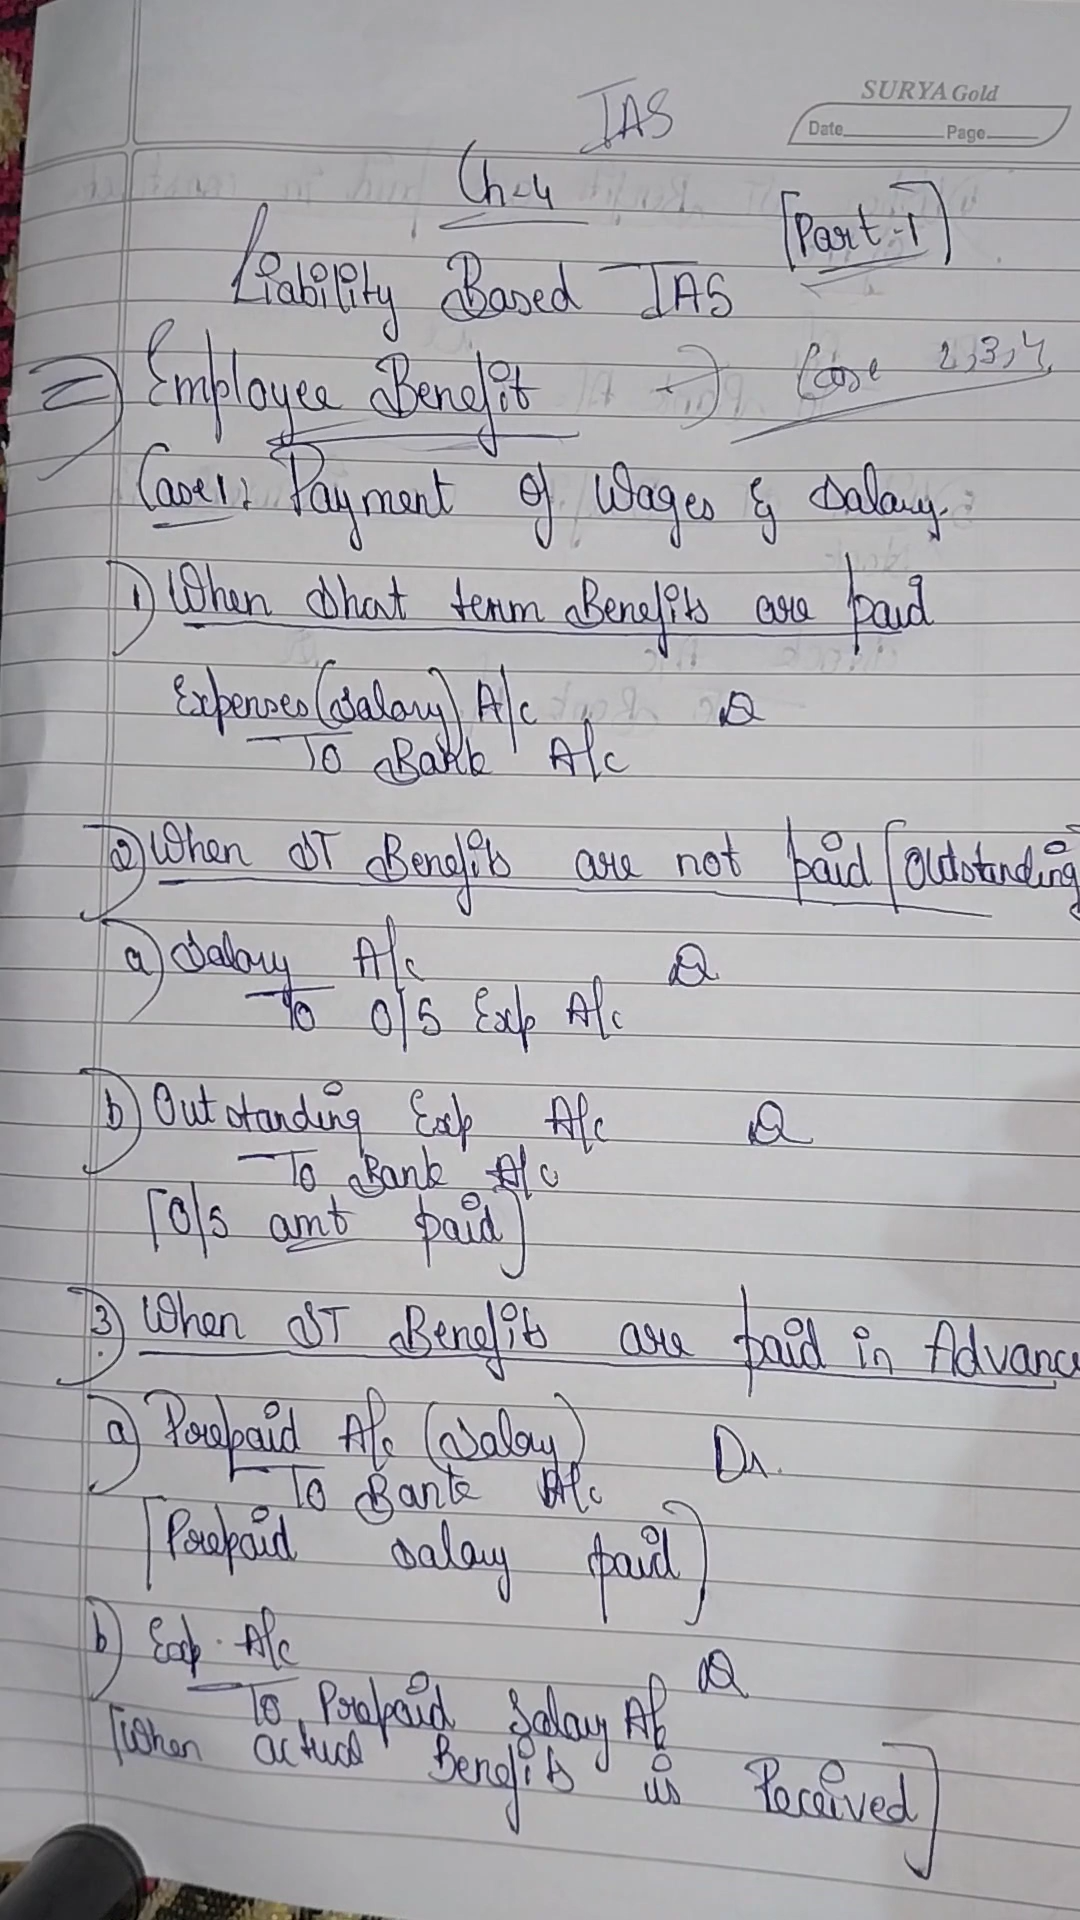 SURYA Gold
Date Page
IAS
Ch-4
[Part-1]
Liability Based IAS
Employee Benefit → Case 2,3,4
Case 1: Payment of Wages & Salary.
1) When Short term Benefits are paid
Expenses (Salary) A/c Dr
To Bank A/c
2) When ST Benefits are not paid [Outstanding
a) Salary A/c Dr
To O/S Exp A/c
b) Outstanding Exp A/c Dr
To Bank A/c
[O/S amt paid]
3) When ST Benefits are paid in Advanc
a) Prepaid A/c (Salary) Dr.
To Bank A/c
[Prepaid salary paid]
b) Exp. A/c Dr
To Prepaid Salary A/c
[When actual Benefits is Received]